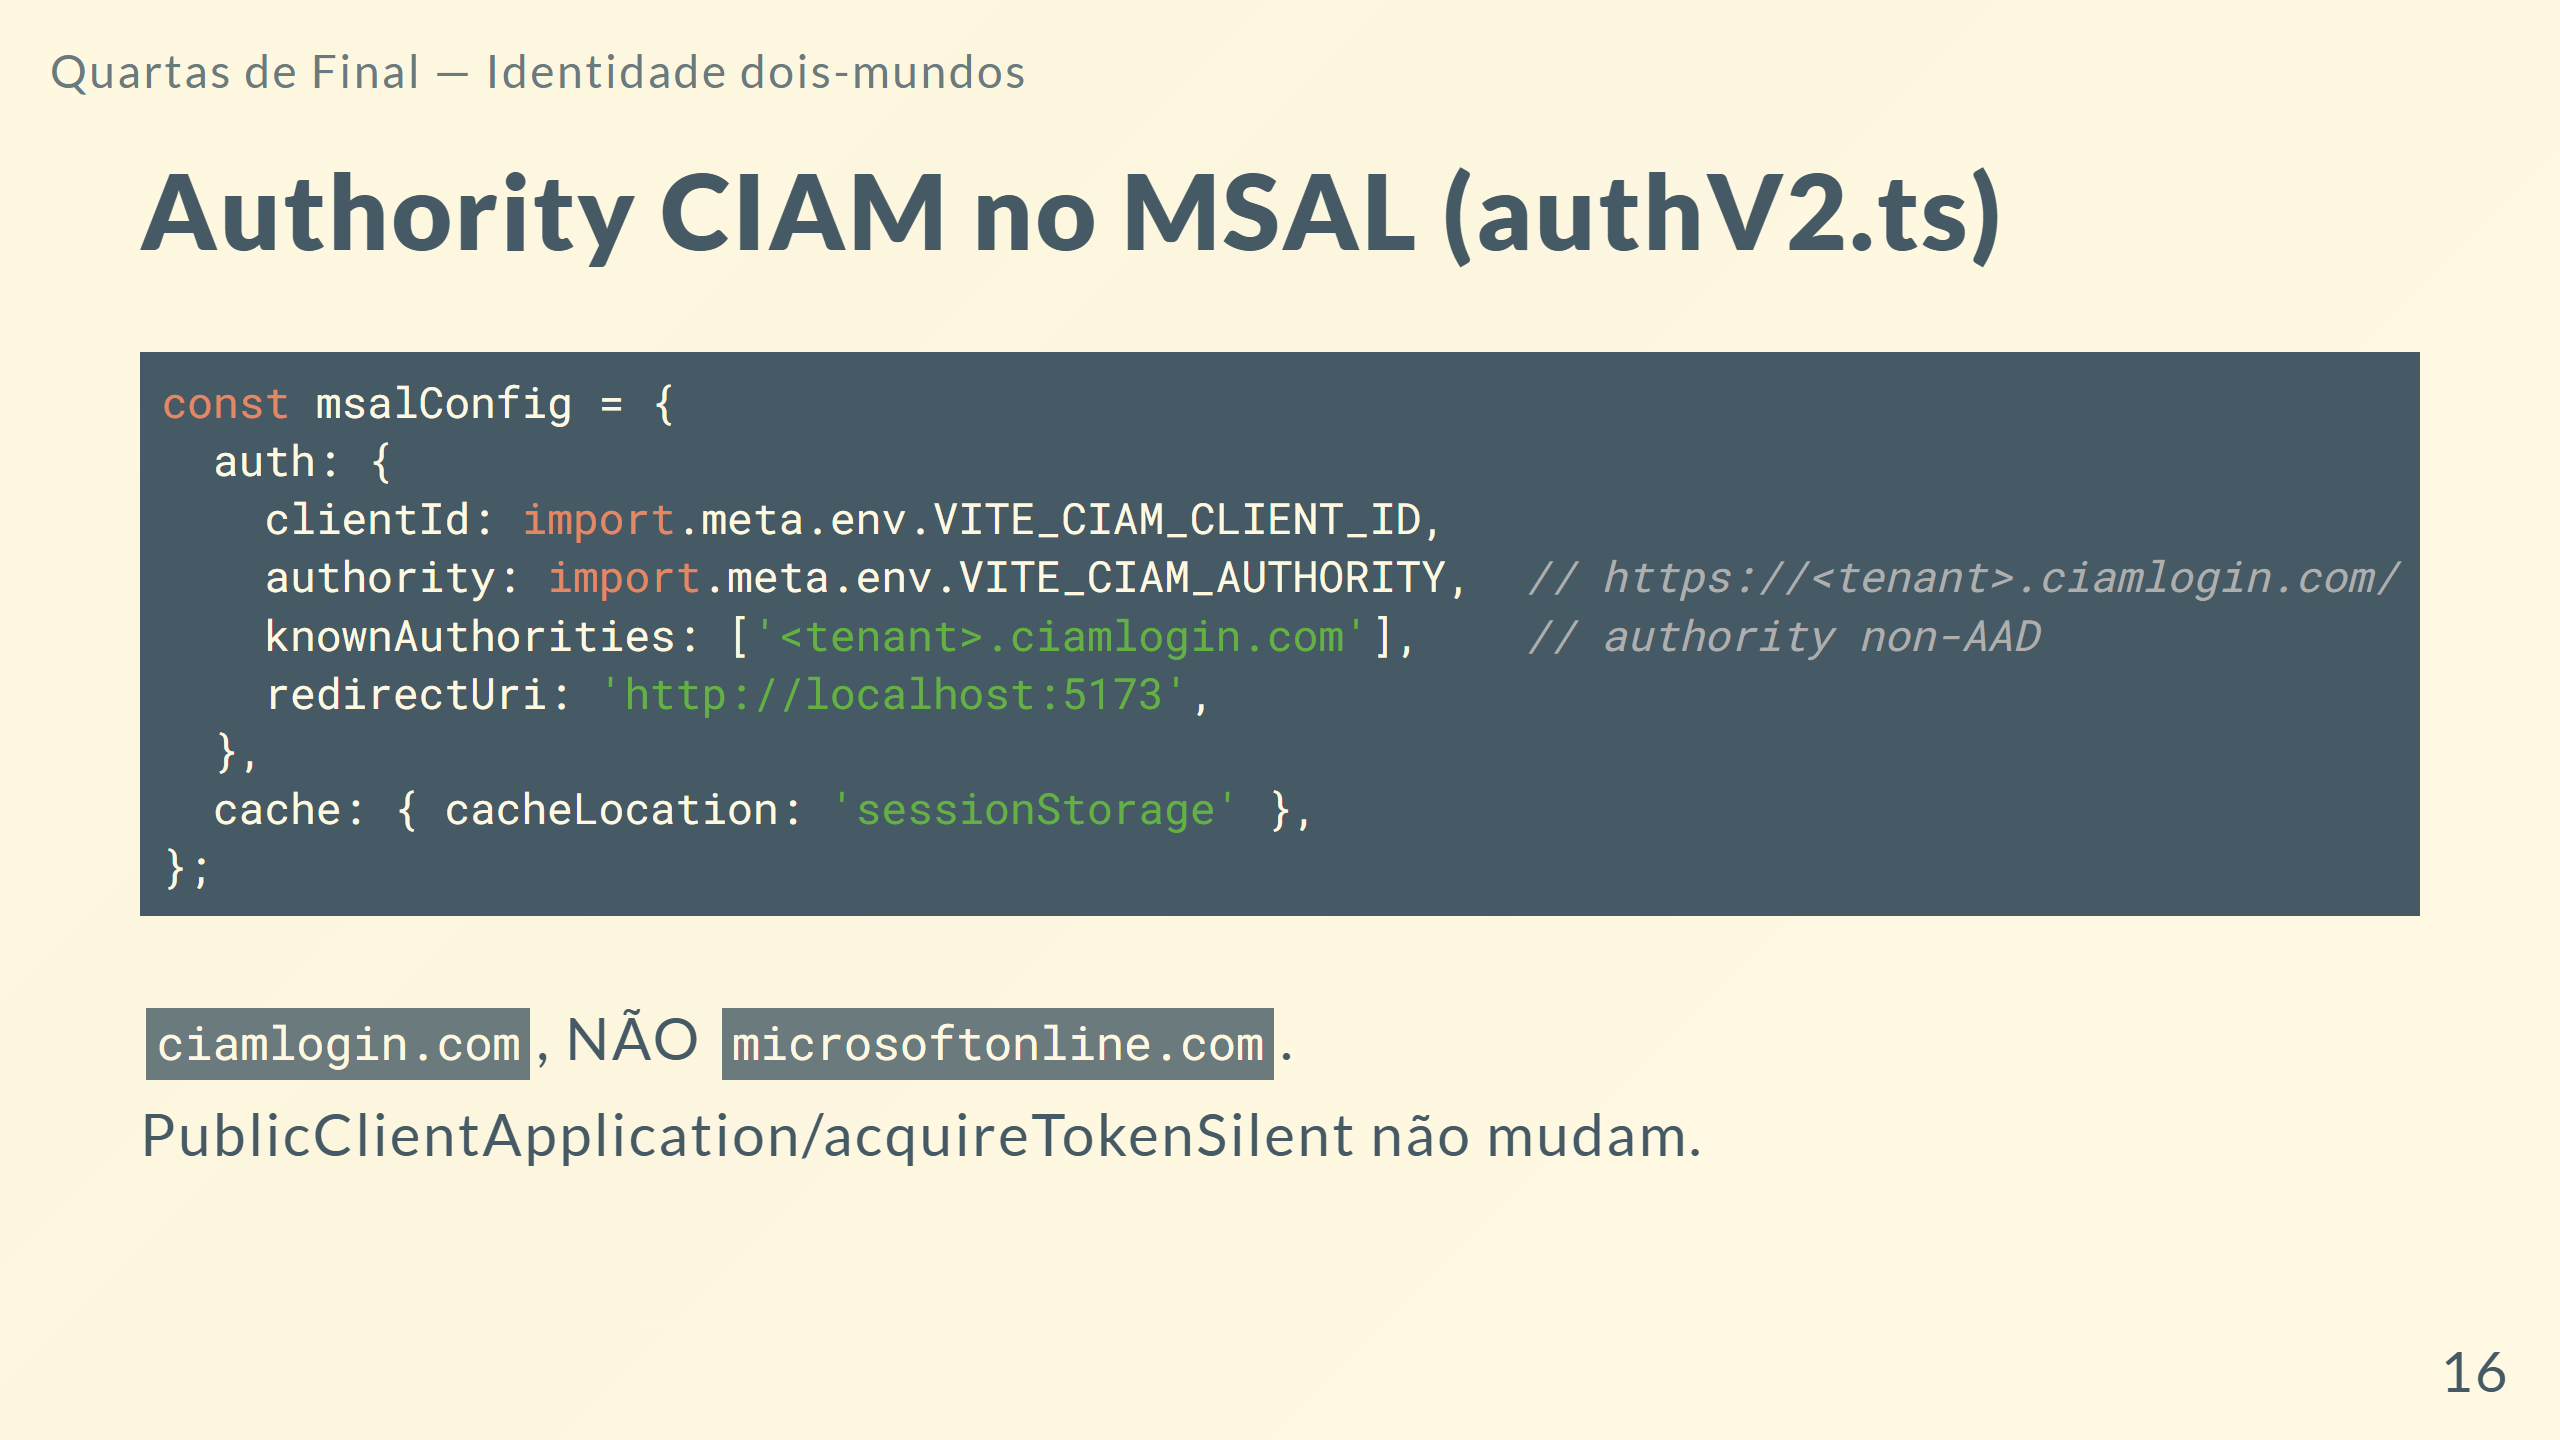 Quartas de Final — Identidade dois-mundos
Authority CIAM no MSAL (authV2.ts)
const msalConfig = {
  auth: {
    clientId: import.meta.env.VITE_CIAM_CLIENT_ID,
    authority: import.meta.env.VITE_CIAM_AUTHORITY,  // https://<tenant>.ciamlogin.com/
    knownAuthorities: ['<tenant>.ciamlogin.com'],    // authority non-AAD
    redirectUri: 'http://localhost:5173',
  },
  cache: { cacheLocation: 'sessionStorage' },
};
ciamlogin.com, NÃO microsoftonline.com.
PublicClientApplication/acquireTokenSilent não mudam.
16